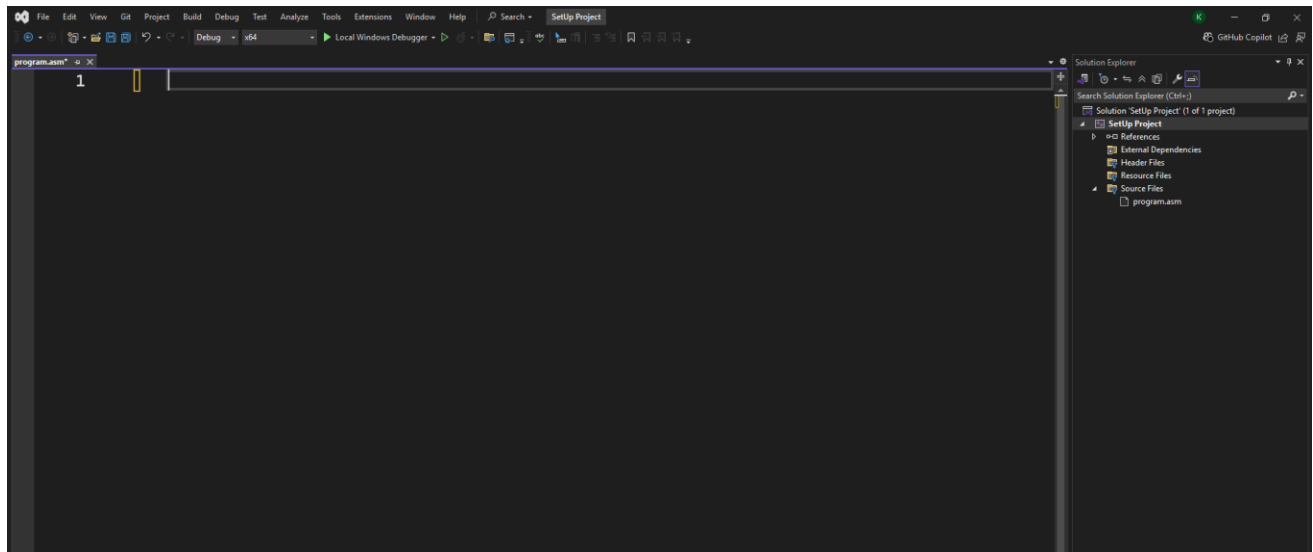 File Edit View Git Project Build Debug Test Analyze Tools Extensions Window Help Search SetUp Project K
Debug x64 Local Windows Debugger GitHub Copilot
program.asm* Solution Explorer
1
Search Solution Explorer (Ctrl+;)
Solution 'SetUp Project' (1 of 1 project)
SetUp Project
References
External Dependencies
Header Files
Resource Files
Source Files
program.asm